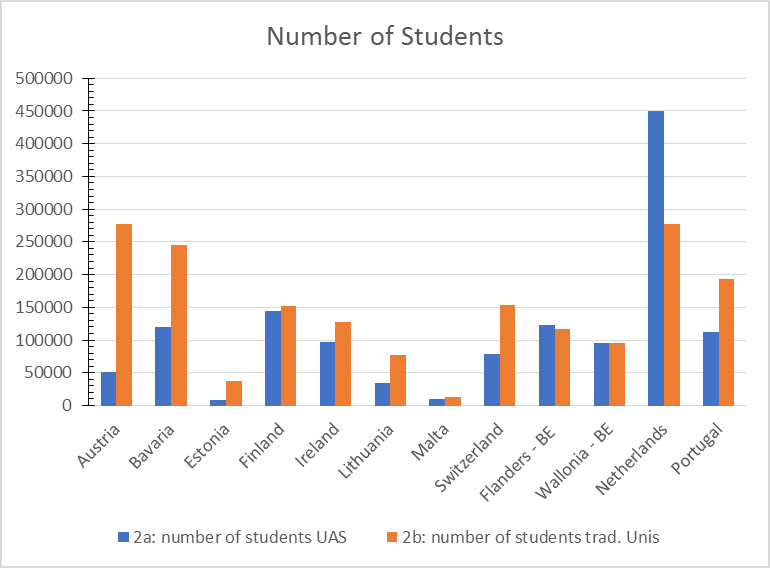 Number of Students
500000
450000
400000
350000
300000
250000
200000
150000
100000
50000
0
Austria
Bavaria
Estonia
Finland
Ireland
Lithuania
Malta
Switzerland
Flanders - BE
Wallonia - BE
Netherlands
Portugal
2a: number of students UAS
2b: number of students trad. Unis